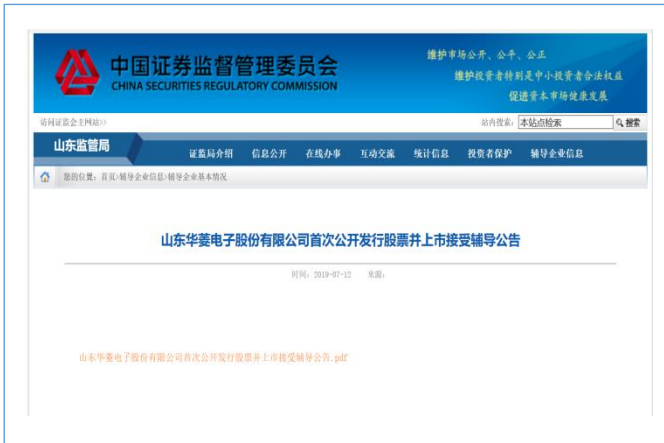 中国证券监督管理委员会
CHINA SECURITIES REGULATORY COMMISSION
维护市场公开、公平、公正
维护投资者特别是中小投资者合法权益
促进资本市场健康发展
访问证监会主网站>>
站内搜索: 本站点检索 搜索
山东监管局
证监局介绍 信息公开 在线办事 互动交流 统计信息 投资者保护 辅导企业信息
您的位置：首页>辅导企业信息>辅导企业基本情况
山东华菱电子股份有限公司首次公开发行股票并上市接受辅导公告
时间：2019-07-12 来源：
山东华菱电子股份有限公司首次公开发行股票并上市接受辅导公告.pdf